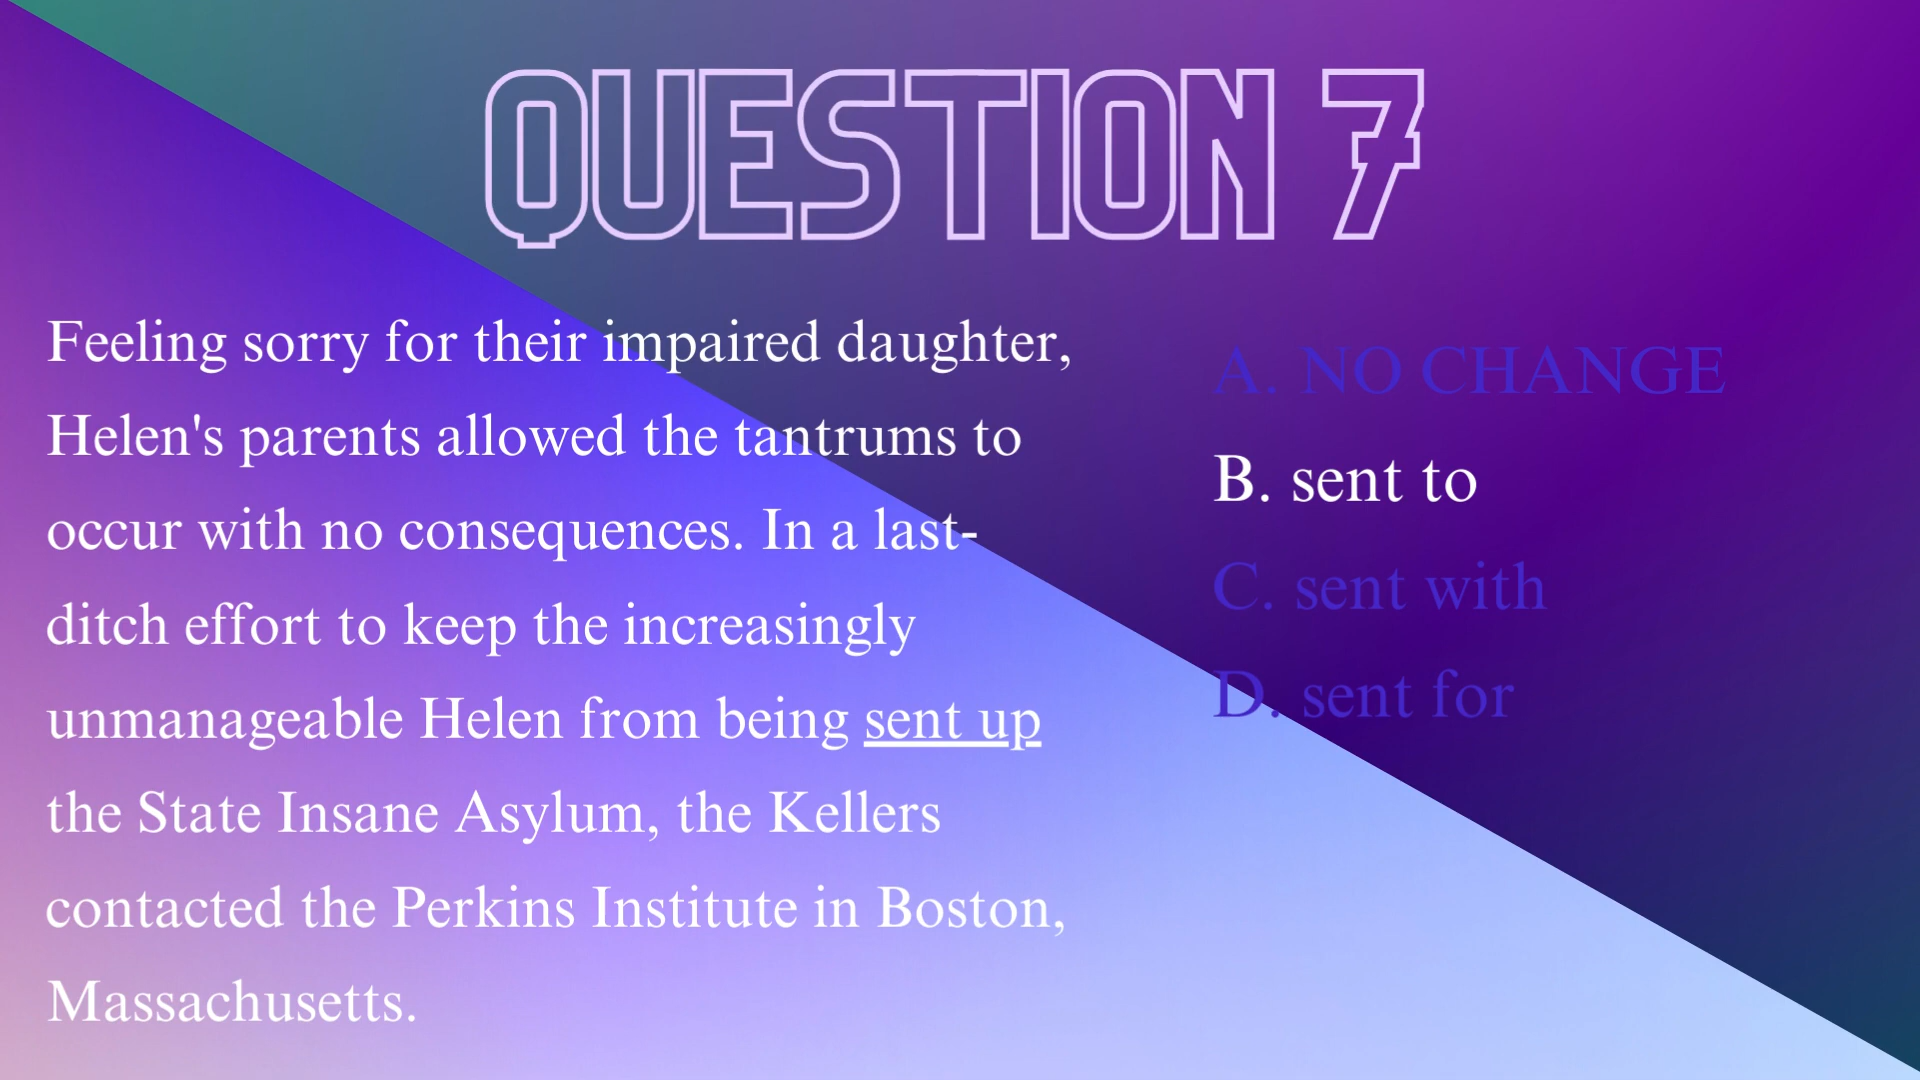 QUESTION 7
Feeling sorry for their impaired daughter,
Helen's parents allowed the tantrums to
occur with no consequences. In a last-
ditch effort to keep the increasingly
unmanageable Helen from being sent up
the State Insane Asylum, the Kellers
contacted the Perkins Institute in Boston,
Massachusetts.
A. NO CHANGE
B. sent to
C. sent with
D. sent for